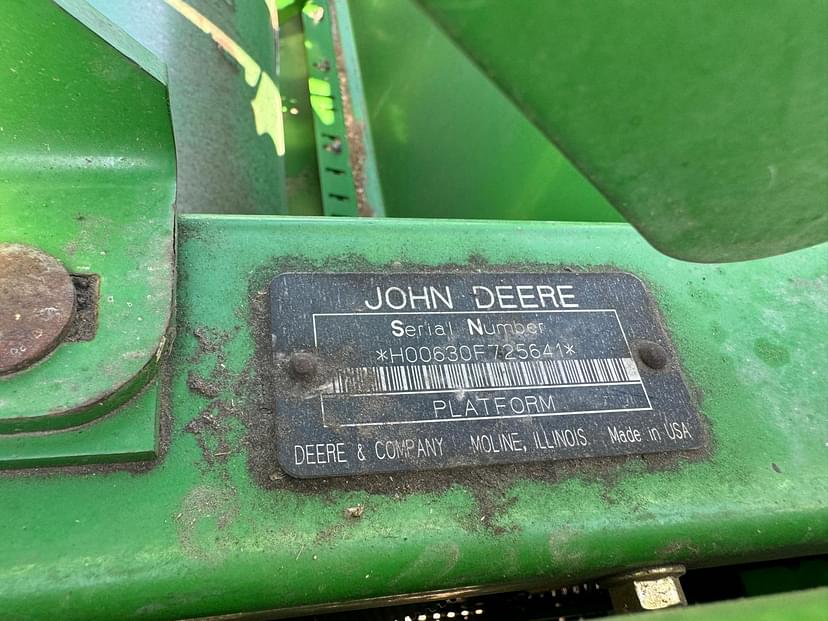 JOHN DEERE
Serial Number
*H00630F725641*
PLATFORM
DEERE & COMPANY MOLINE, ILLINOIS Made in USA